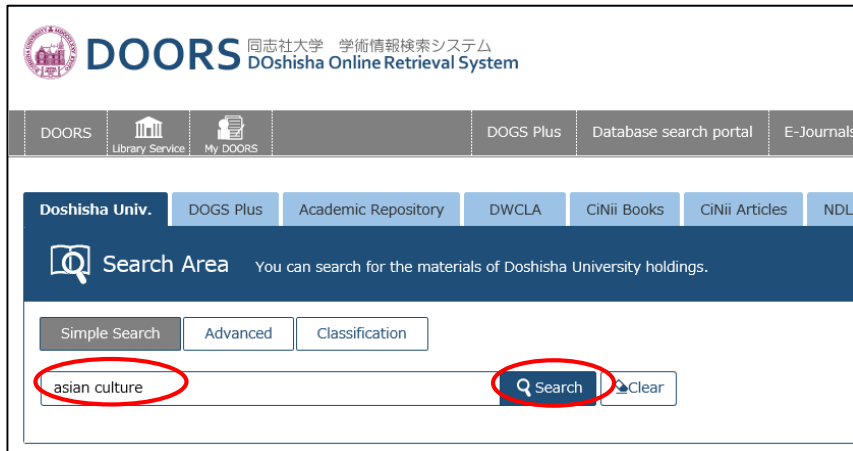 DOORS 同志社大学 学術情報検索システム
DOshisha Online Retrieval System
DOORS Library Service My DOORS DOGS Plus Database search portal E-Journals
Doshisha Univ. DOGS Plus Academic Repository DWCLA CiNii Books CiNii Articles NDL
Search Area You can search for the materials of Doshisha University holdings.
Simple Search Advanced Classification
asian culture Search Clear